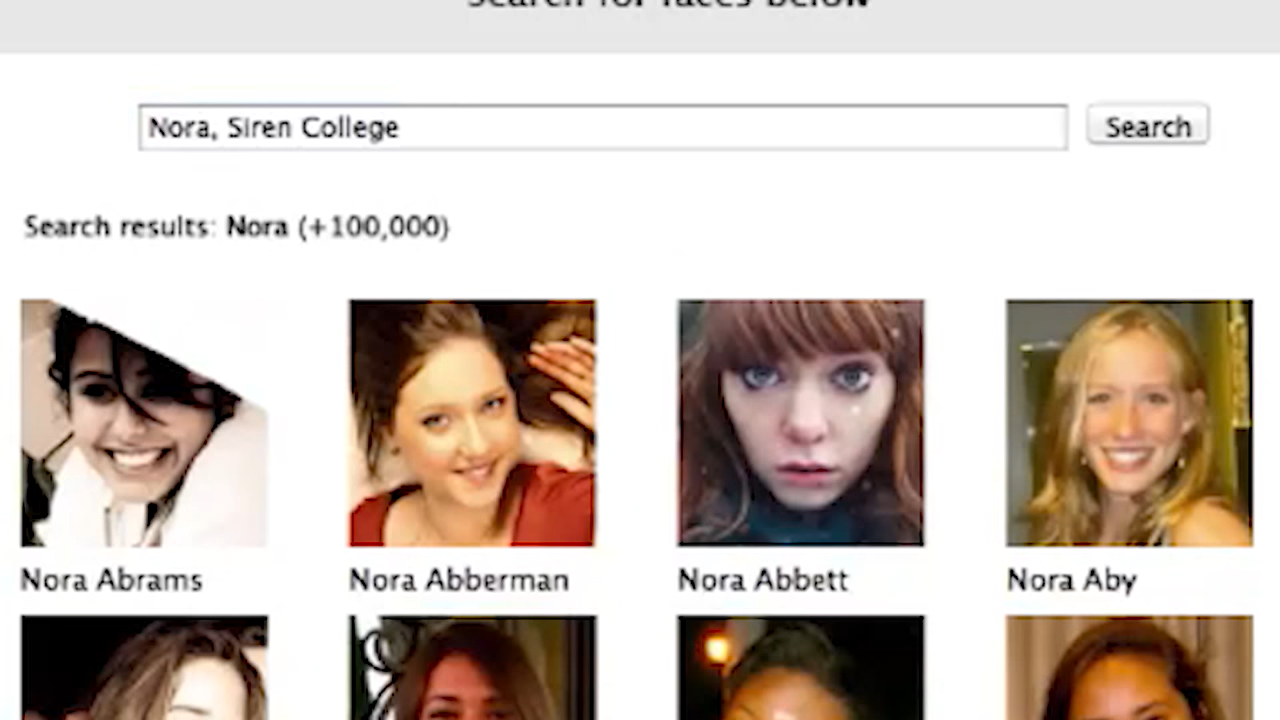 Search for faces below
Nora, Siren College
Search
Search results: Nora (+100,000)
Nora Abrams
Nora Abberman
Nora Abbett
Nora Aby